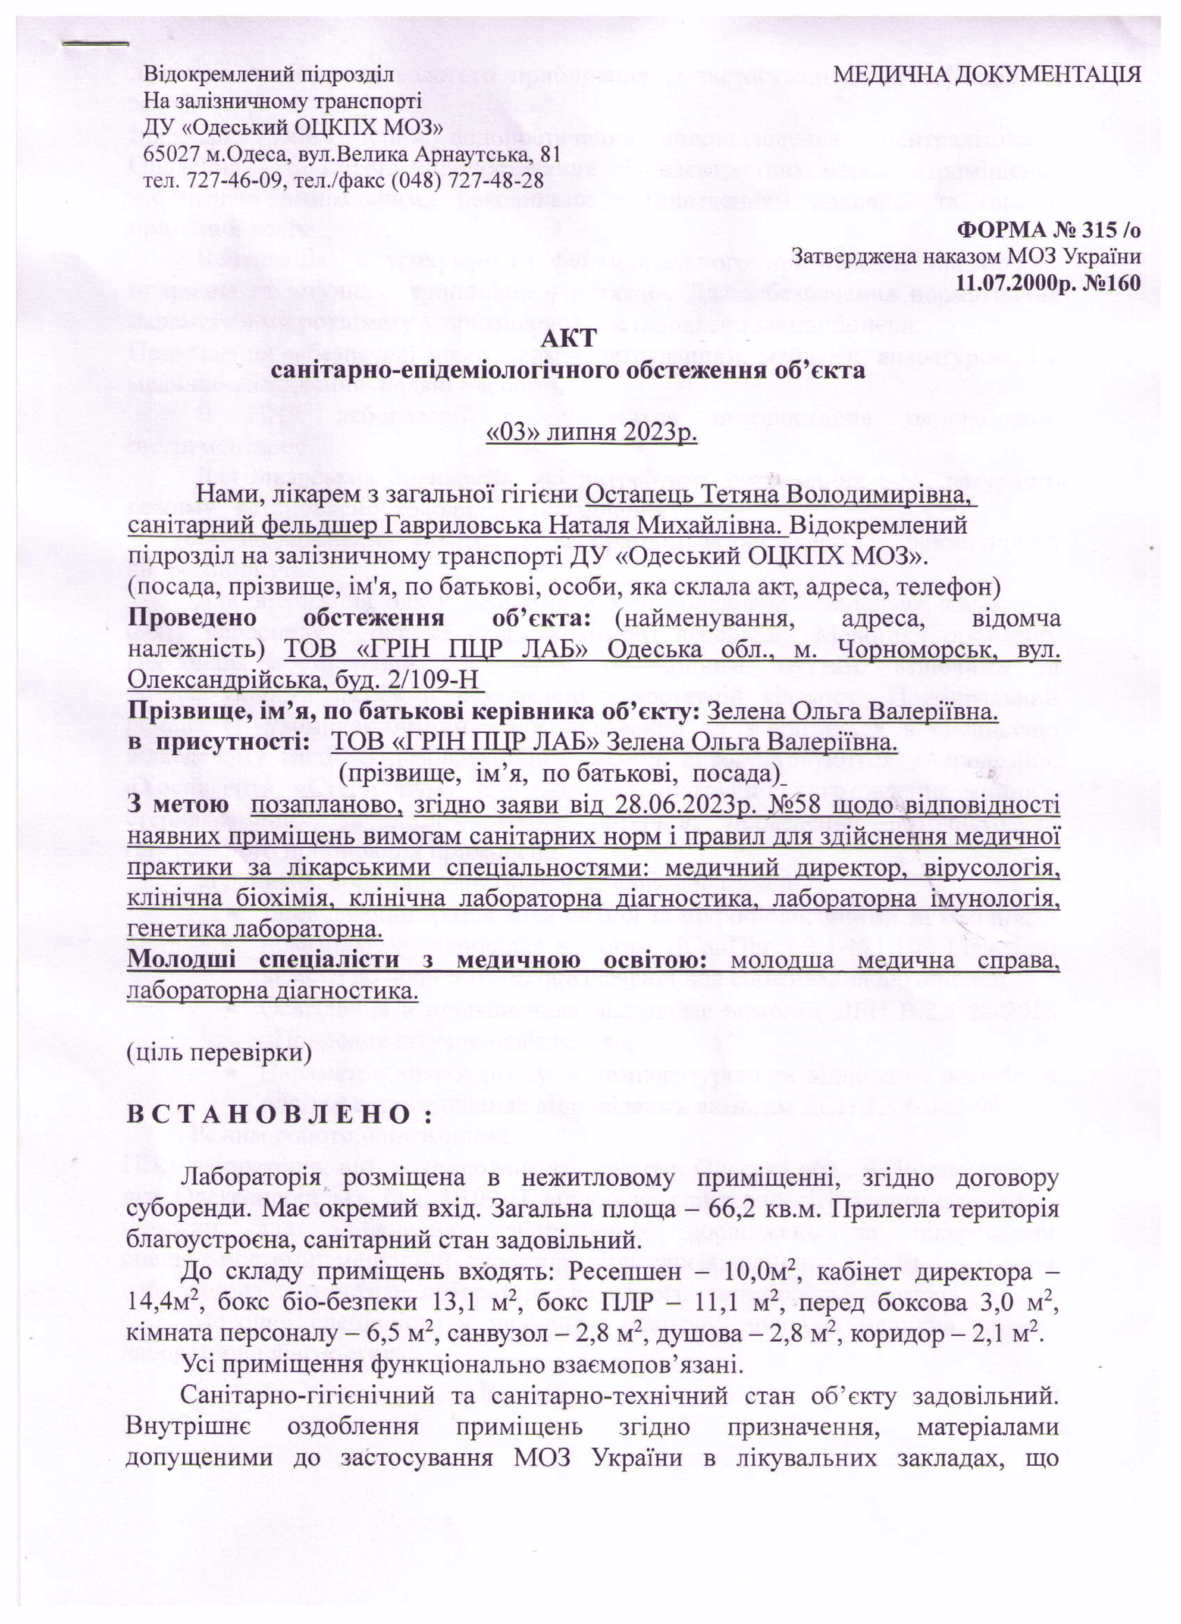 Відокремлений підрозділ
МЕДИЧНА ДОКУМЕНТАЦІЯ
На залізничному транспорті
ДУ «Одеський ОЦКПХ МОЗ»
65027 м.Одеса, вул.Велика Арнаутська, 81
тел. 727-46-09, тел./факс (048) 727-48-28
ФОРМА № 315 /о
Затверджена наказом МОЗ України
11.07.2000р. №160
АКТ
санітарно-епідеміологічного обстеження об’єкта
«03» липня 2023р.
Нами, лікарем з загальної гігієни Остапець Тетяна Володимирівна,
санітарний фельдшер Гавриловська Наталя Михайлівна. Відокремлений
підрозділ на залізничному транспорті ДУ «Одеський ОЦКПХ МОЗ».
(посада, прізвище, ім'я, по батькові, особи, яка склала акт, адреса, телефон)
Проведено обстеження об’єкта: (найменування, адреса, відомча
належність) ТОВ «ГРІН ПЦР ЛАБ» Одеська обл., м. Чорноморськ, вул.
Олександрійська, буд. 2/109-Н
Прізвище, ім’я, по батькові керівника об’єкту: Зелена Ольга Валеріївна.
в присутності: ТОВ «ГРІН ПЦР ЛАБ» Зелена Ольга Валеріївна.
(прізвище, ім’я, по батькові, посада)
З метою позапланово, згідно заяви від 28.06.2023р. №58 щодо відповідності
наявних приміщень вимогам санітарних норм і правил для здійснення медичної
практики за лікарськими спеціальностями: медичний директор, вірусологія,
клінічна біохімія, клінічна лабораторна діагностика, лабораторна імунологія,
генетика лабораторна.
Молодші спеціалісти з медичною освітою: молодша медична справа,
лабораторна діагностика.
(ціль перевірки)
В С Т А Н О В Л Е Н О :
Лабораторія розміщена в нежитловому приміщенні, згідно договору
суборенди. Має окремий вхід. Загальна площа – 66,2 кв.м. Прилегла територія
благоустроєна, санітарний стан задовільний.
До складу приміщень входять: Ресепшен – 10,0м², кабінет директора –
14,4м², бокс біо-безпеки 13,1 м², бокс ПЛР – 11,1 м², перед боксова 3,0 м²,
кімната персоналу – 6,5 м², санвузол – 2,8 м², душова – 2,8 м², коридор – 2,1 м².
Усі приміщення функціонально взаємопов’язані.
Санітарно-гігієнічний та санітарно-технічний стан об’єкту задовільний.
Внутрішнє оздоблення приміщень згідно призначення, матеріалами
допущеними до застосування МОЗ України в лікувальних закладах, що